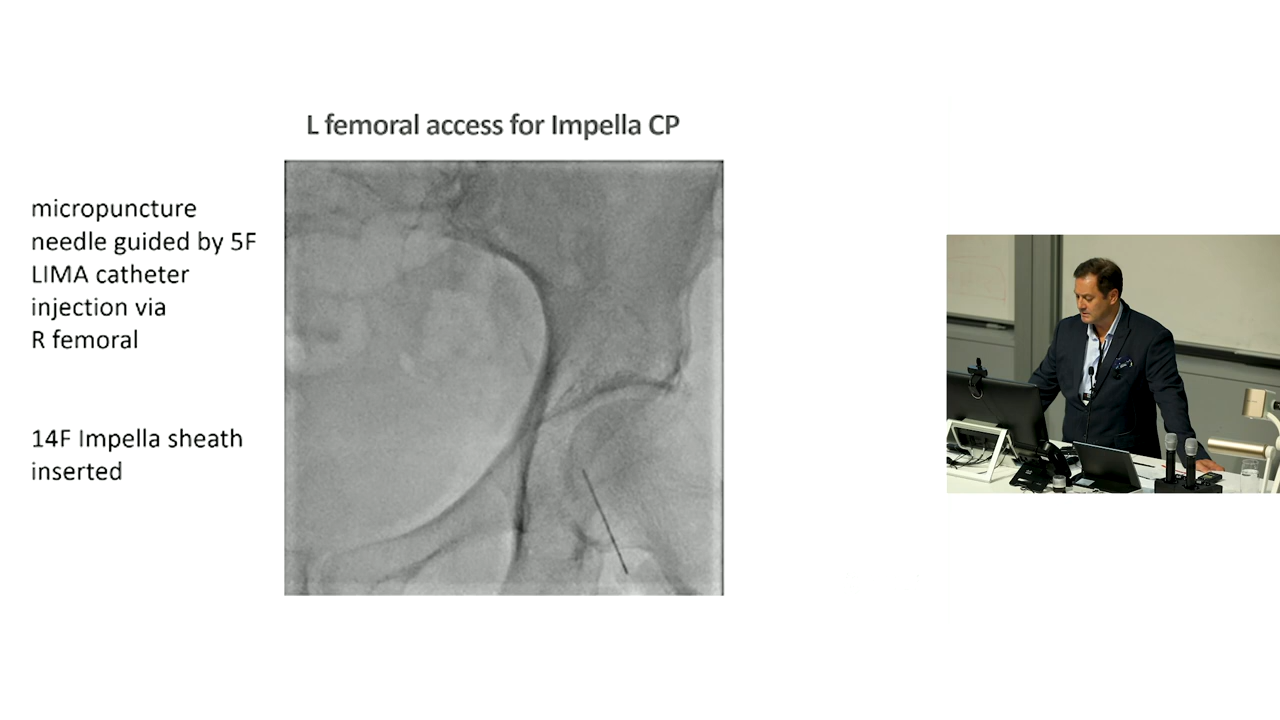 L femoral access for Impella CP
micropuncture
needle guided by 5F
LIMA catheter
injection via
R femoral
14F Impella sheath
inserted